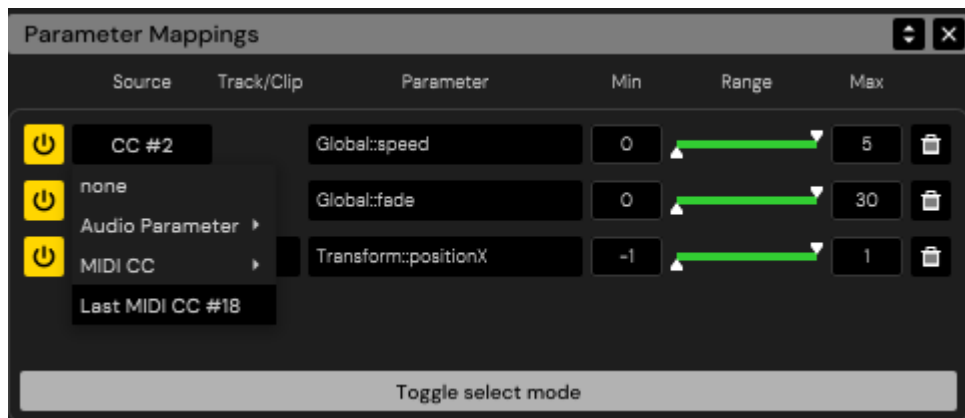 Parameter Mappings
Source Track/Clip Parameter Min Range Max
CC #2 Global::speed 0 5
none
Global::fade 0 30
Audio Parameter
MIDI CC
Transform::positionX -1 1
Last MIDI CC #18
Toggle select mode